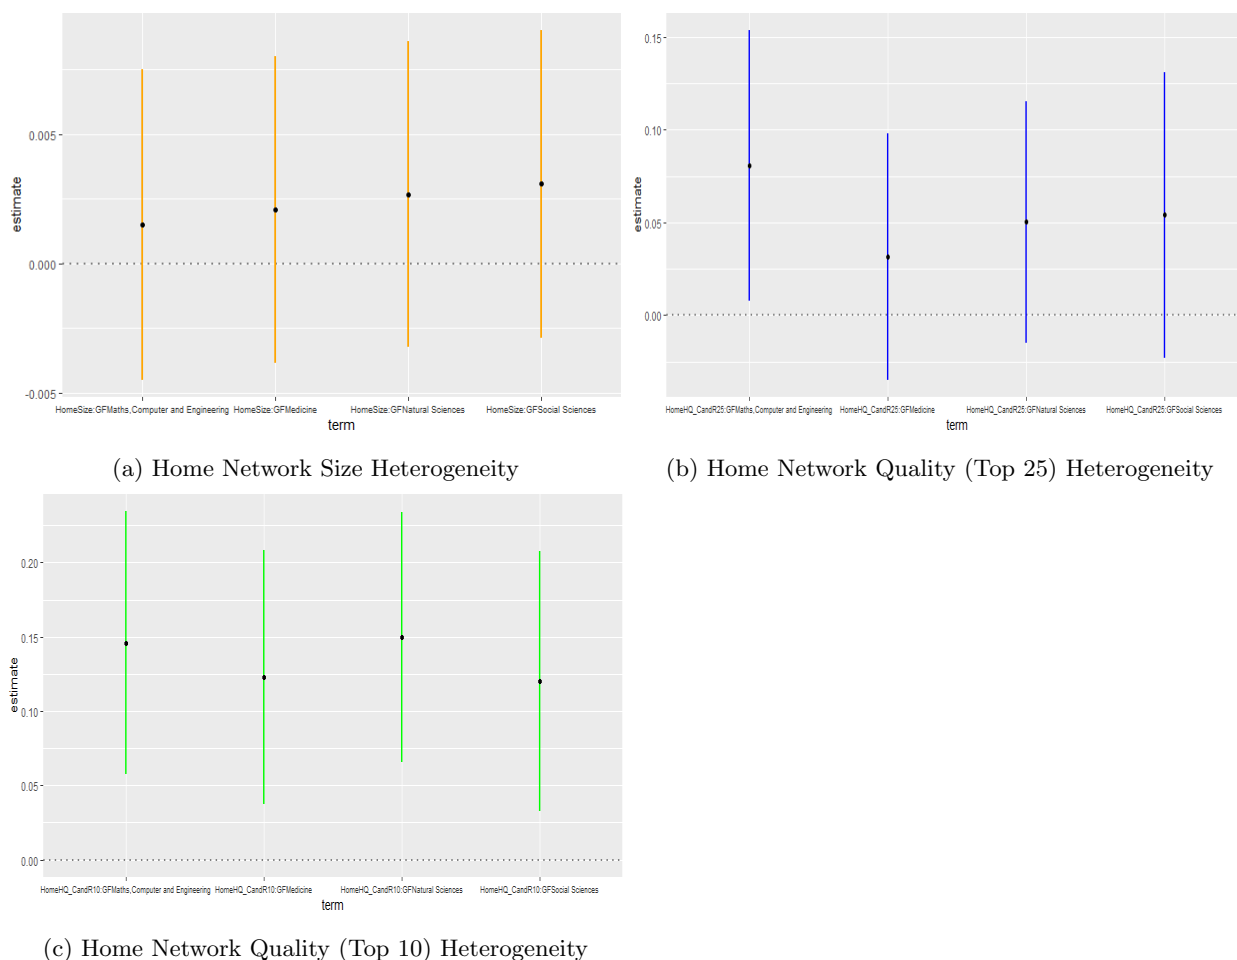 estimate
0.005
0.000
-0.005
HomeSize:GFMaths,Computer and Engineering HomeSize:GFMedicine HomeSize:GFNatural Sciences HomeSize:GFSocial Sciences
term
(a) Home Network Size Heterogeneity
estimate
0.15
0.10
0.05
0.00
HomeHQ_CandR25:GFMaths,Computer and Engineering HomeHQ_CandR25:GFMedicine HomeHQ_CandR25:GFNatural Sciences HomeHQ_CandR25:GFSocial Sciences
term
(b) Home Network Quality (Top 25) Heterogeneity
estimate
0.20
0.15
0.10
0.05
0.00
HomeHQ_CandR10:GFMaths,Computer and Engineering HomeHQ_CandR10:GFMedicine HomeHQ_CandR10:GFNatural Sciences HomeHQ_CandR10:GFSocial Sciences
term
(c) Home Network Quality (Top 10) Heterogeneity